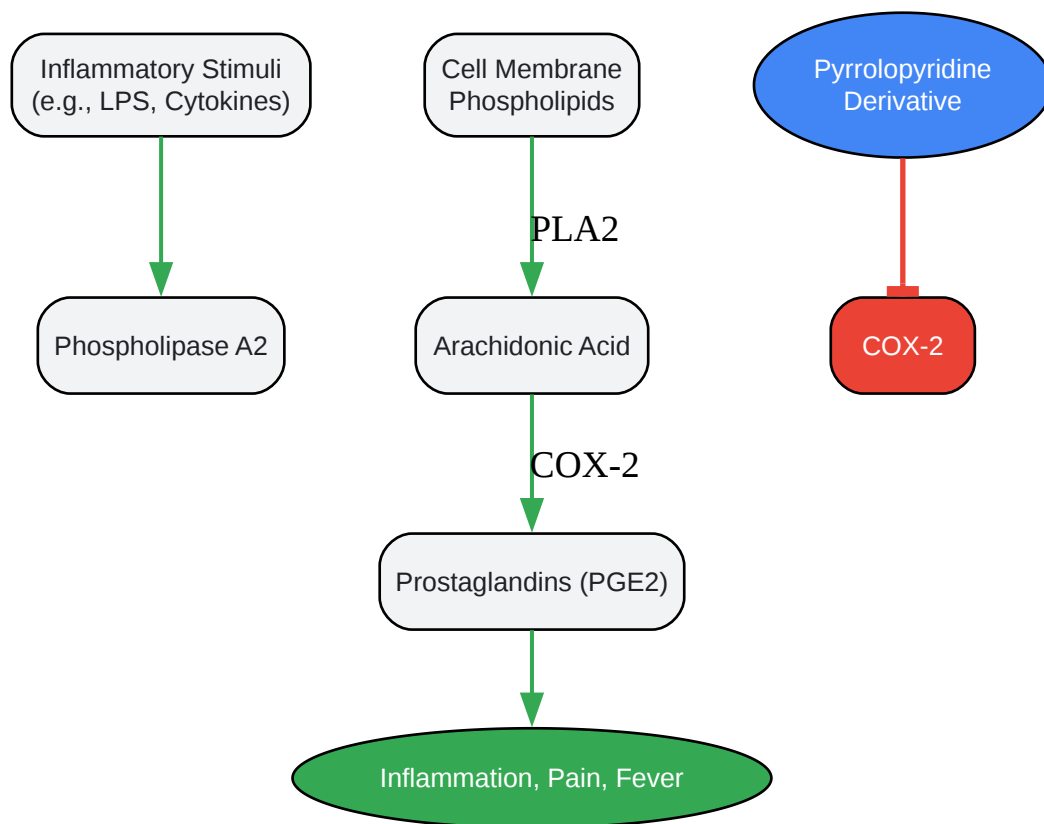 Inflammatory Stimuli
(e.g., LPS, Cytokines)
Cell Membrane
Phospholipids
Pyrrolopyridine
Derivative
PLA2
Phospholipase A2
Arachidonic Acid
COX-2
COX-2
Prostaglandins (PGE2)
Inflammation, Pain, Fever